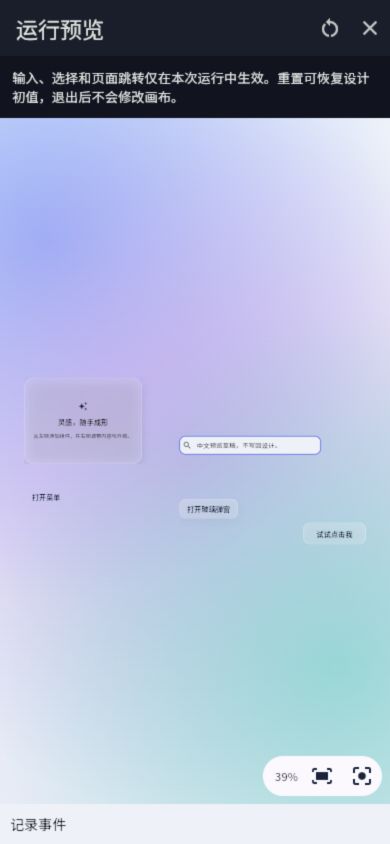 运行预览
输入、选择和页面跳转仅在本次运行中生效。重置可恢复设计
初值，退出后不会修改画布。
灵感，随手成形
中文预览草稿，不写回设计。
打开菜单
打开玻璃弹窗
试试点击我
39%
记录事件